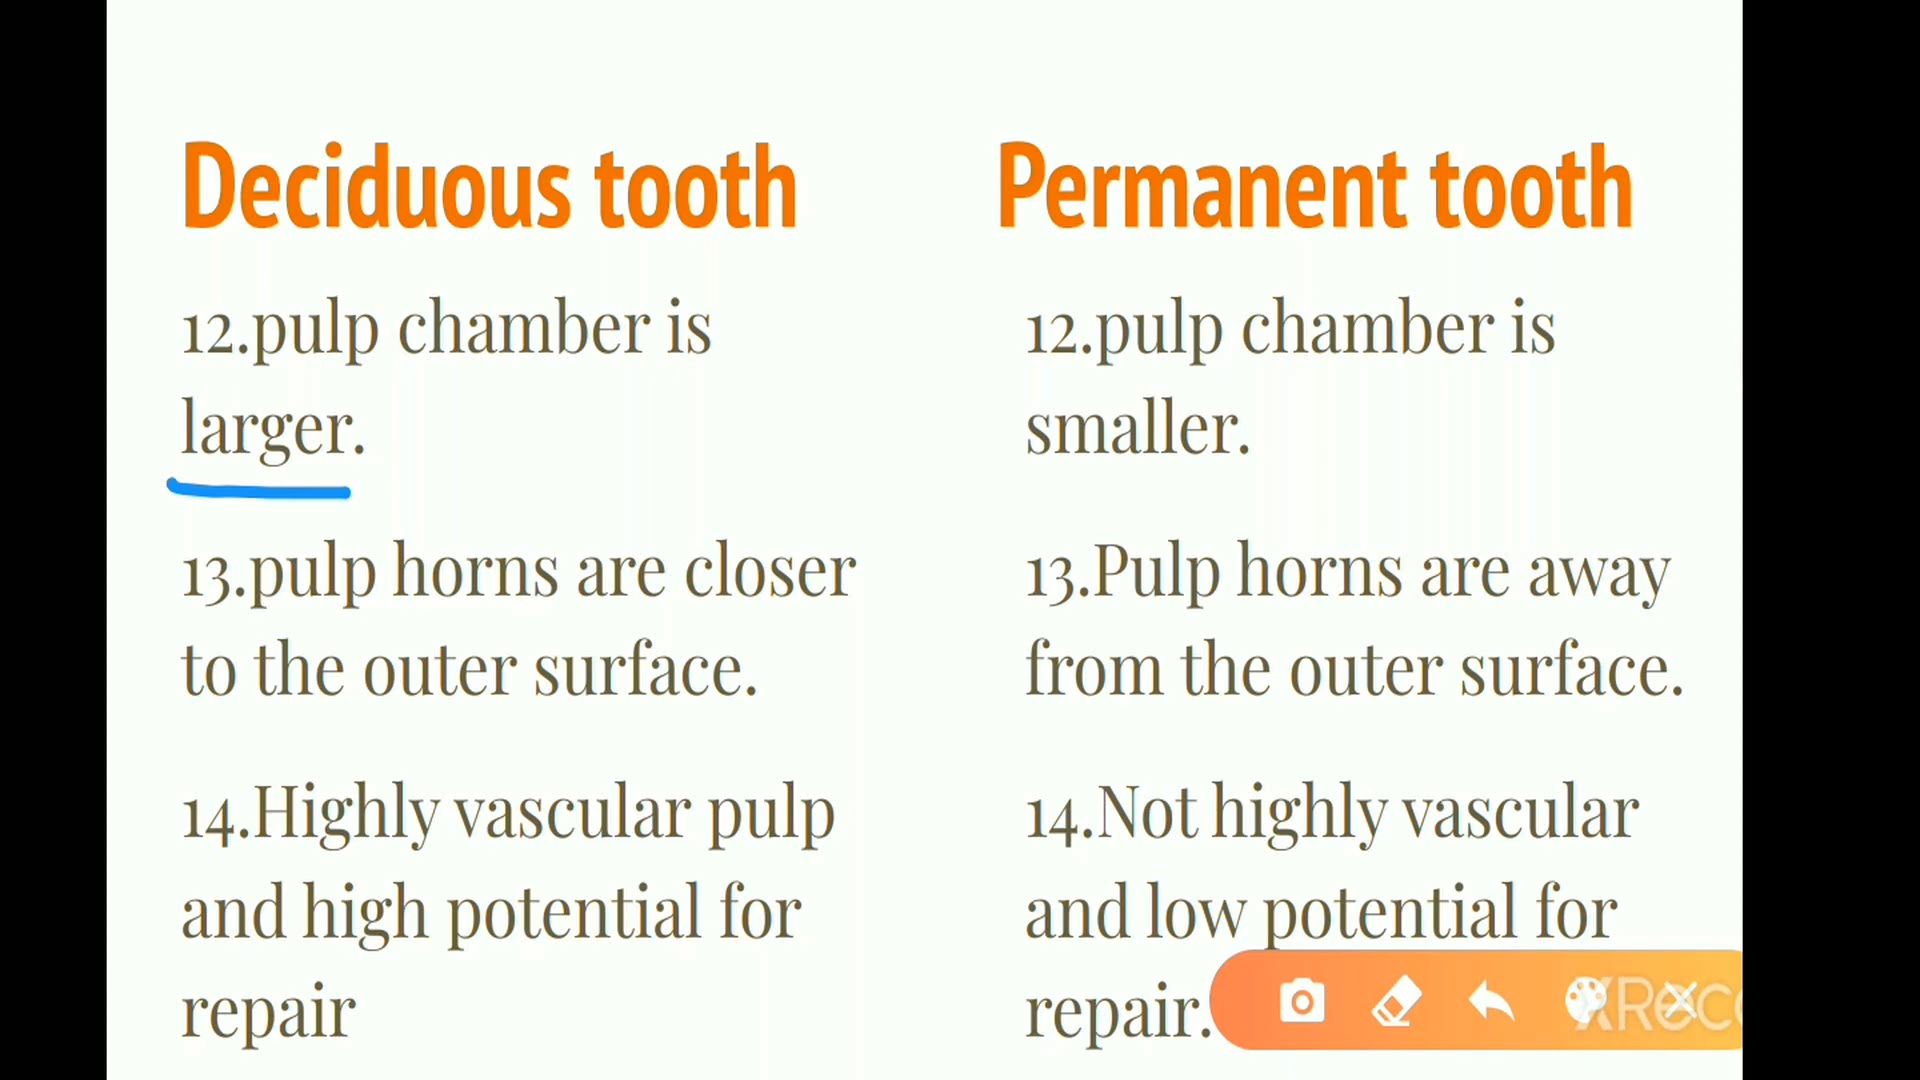 Deciduous tooth
12.pulp chamber is
larger.
13.pulp horns are closer
to the outer surface.
14.Highly vascular pulp
and high potential for
repair
Permanent tooth
12.pulp chamber is
smaller.
13.Pulp horns are away
from the outer surface.
14.Not highly vascular
and low potential for
repair.